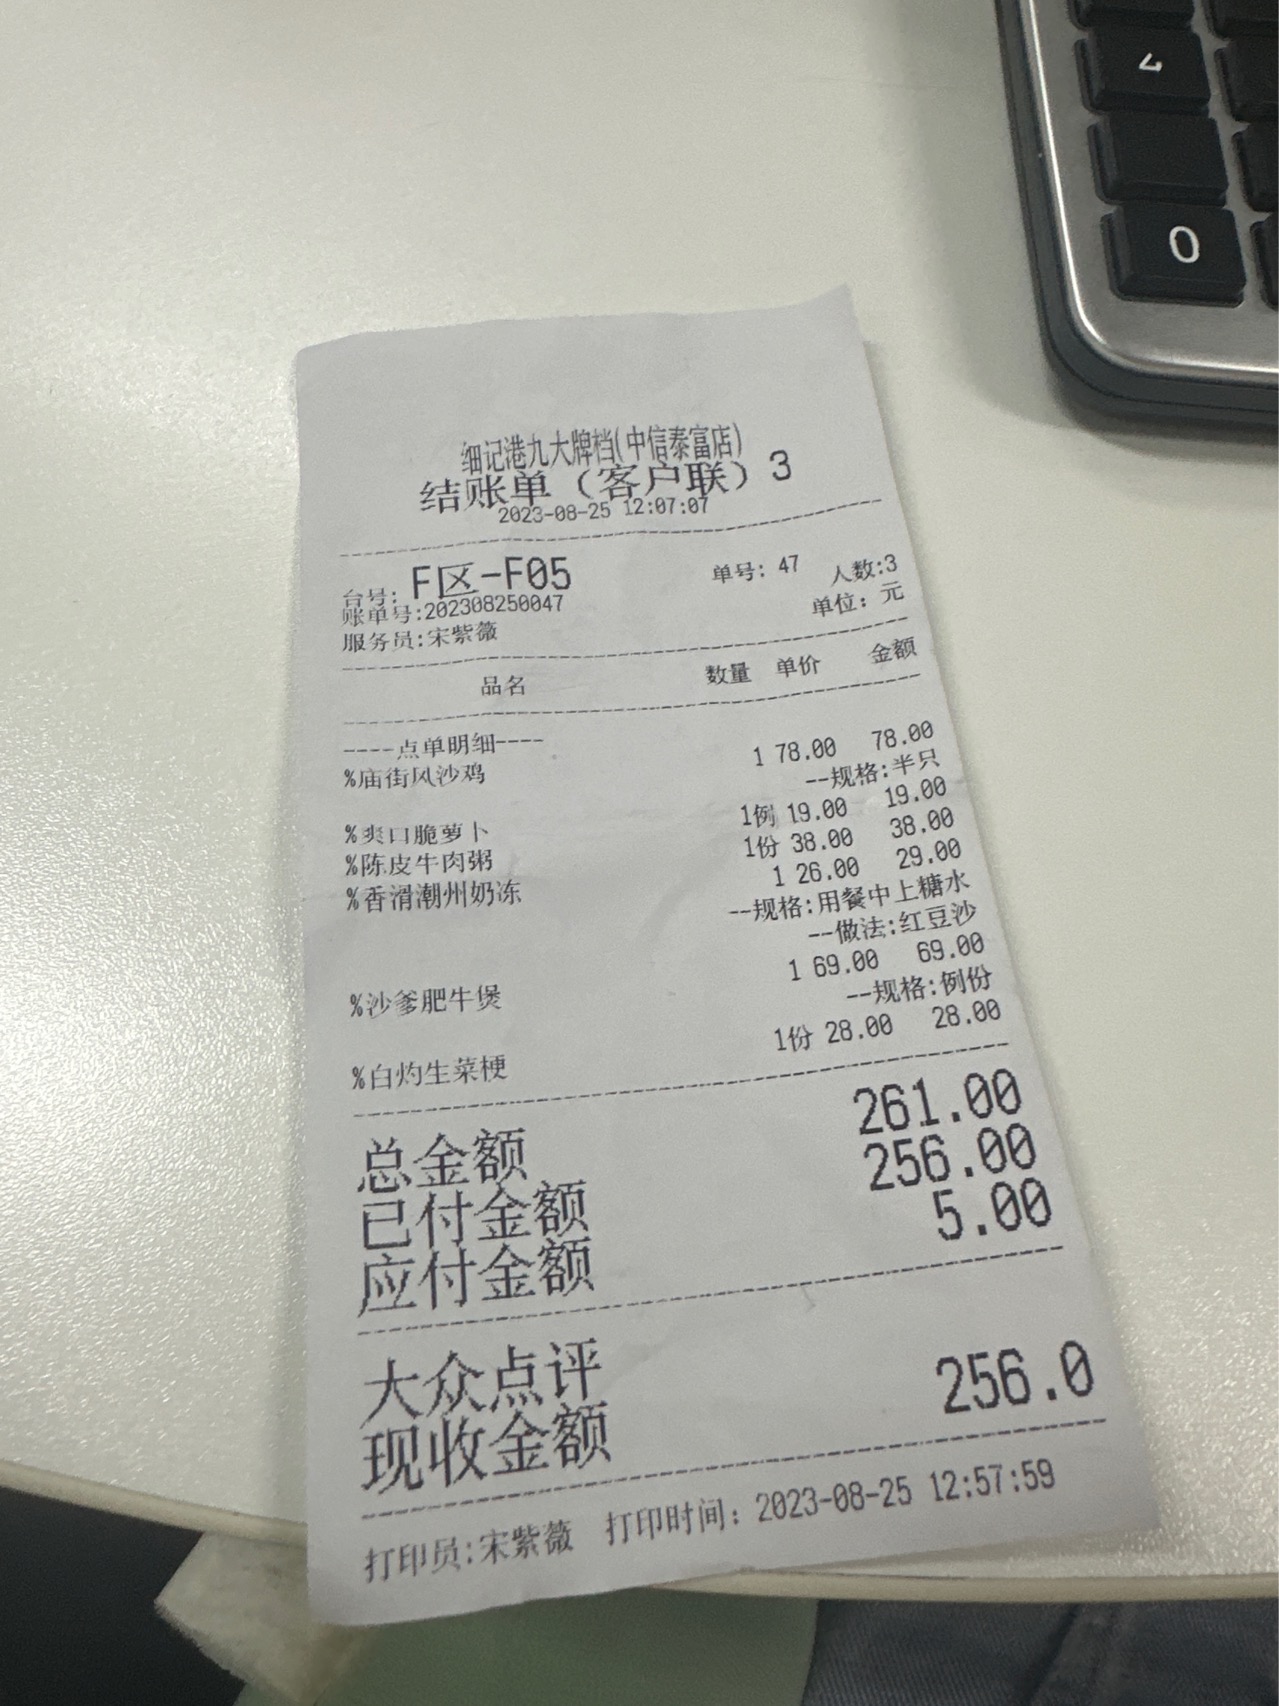 细记港九大牌档(中信泰富店)
结账单（客户联）3
2023-08-25 12:07:07
台号: F区-F05 单号: 47 人数:3
账单号:202308250047 单位: 元
服务员:宋紫薇
品名 数量 单价 金额
----点单明细----
%庙街风沙鸡 1 78.00 78.00
--规格:半只
%爽口脆萝卜 1例 19.00 19.00
%陈皮牛肉粥 1份 38.00 38.00
%香滑潮州奶冻 1 26.00 29.00
--规格:用餐中上糖水
--做法:红豆沙
%沙爹肥牛煲 1 69.00 69.00
--规格:例份
%白灼生菜梗 1份 28.00 28.00
总金额 261.00
已付金额 256.00
应付金额 5.00
大众点评 256.0
现收金额
打印员:宋紫薇 打印时间: 2023-08-25 12:57:59
4
0